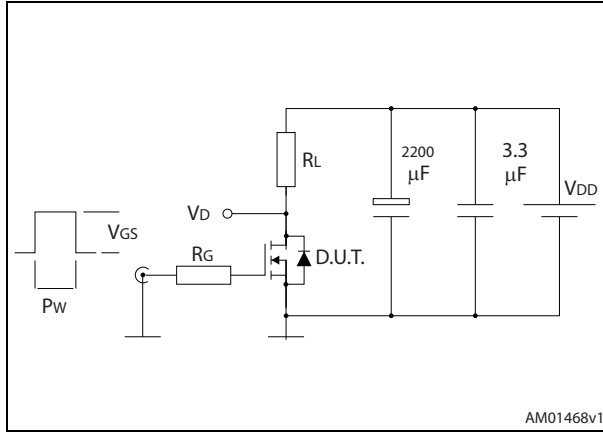 RL
2200
μF
3.3
μF
VDD
VD
VGS
RG
D.U.T.
PW
AM01468v1